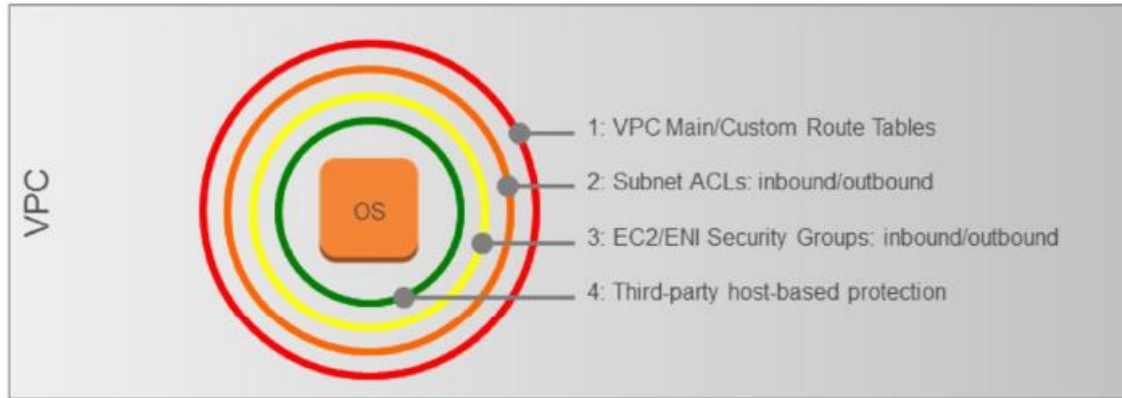 VPC
OS
1: VPC Main/Custom Route Tables
2: Subnet ACLs: inbound/outbound
3: EC2/ENI Security Groups: inbound/outbound
4: Third-party host-based protection